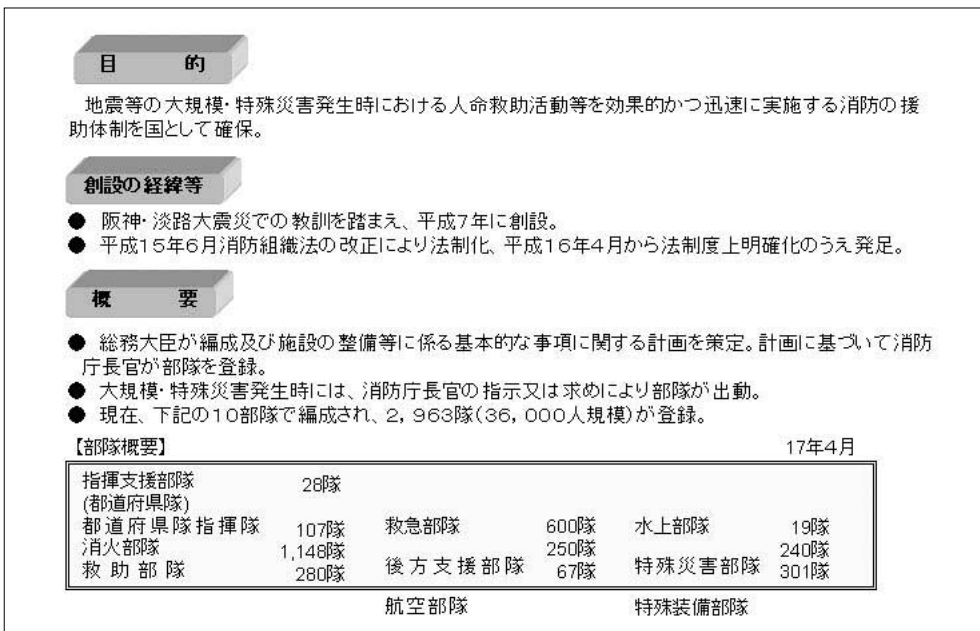 目　　的
地震等の大規模・特殊災害発生時における人命救助活動等を効果的かつ迅速に実施する消防の援
助体制を国として確保。
創設の経緯等
● 阪神・淡路大震災での教訓を踏まえ、平成7年に創設。
● 平成15年6月消防組織法の改正により法制化、平成16年4月から法制度上明確化のうえ発足。
概　　要
● 総務大臣が編成及び施設の整備等に係る基本的な事項に関する計画を策定。計画に基づいて消防
庁長官が部隊を登録。
● 大規模・特殊災害発生時には、消防庁長官の指示又は求めにより部隊が出動。
● 現在、下記の10部隊で編成され、2，963隊(36，000人規模)が登録。
【部隊概要】 17年4月
指揮支援部隊 28隊
(都道府県隊)
都道府県隊指揮隊 107隊 救急部隊 600隊 水上部隊 19隊
消火部隊 1,148隊 250隊 240隊
救助部隊 280隊 後方支援部隊 67隊 特殊災害部隊 301隊
航空部隊 特殊装備部隊